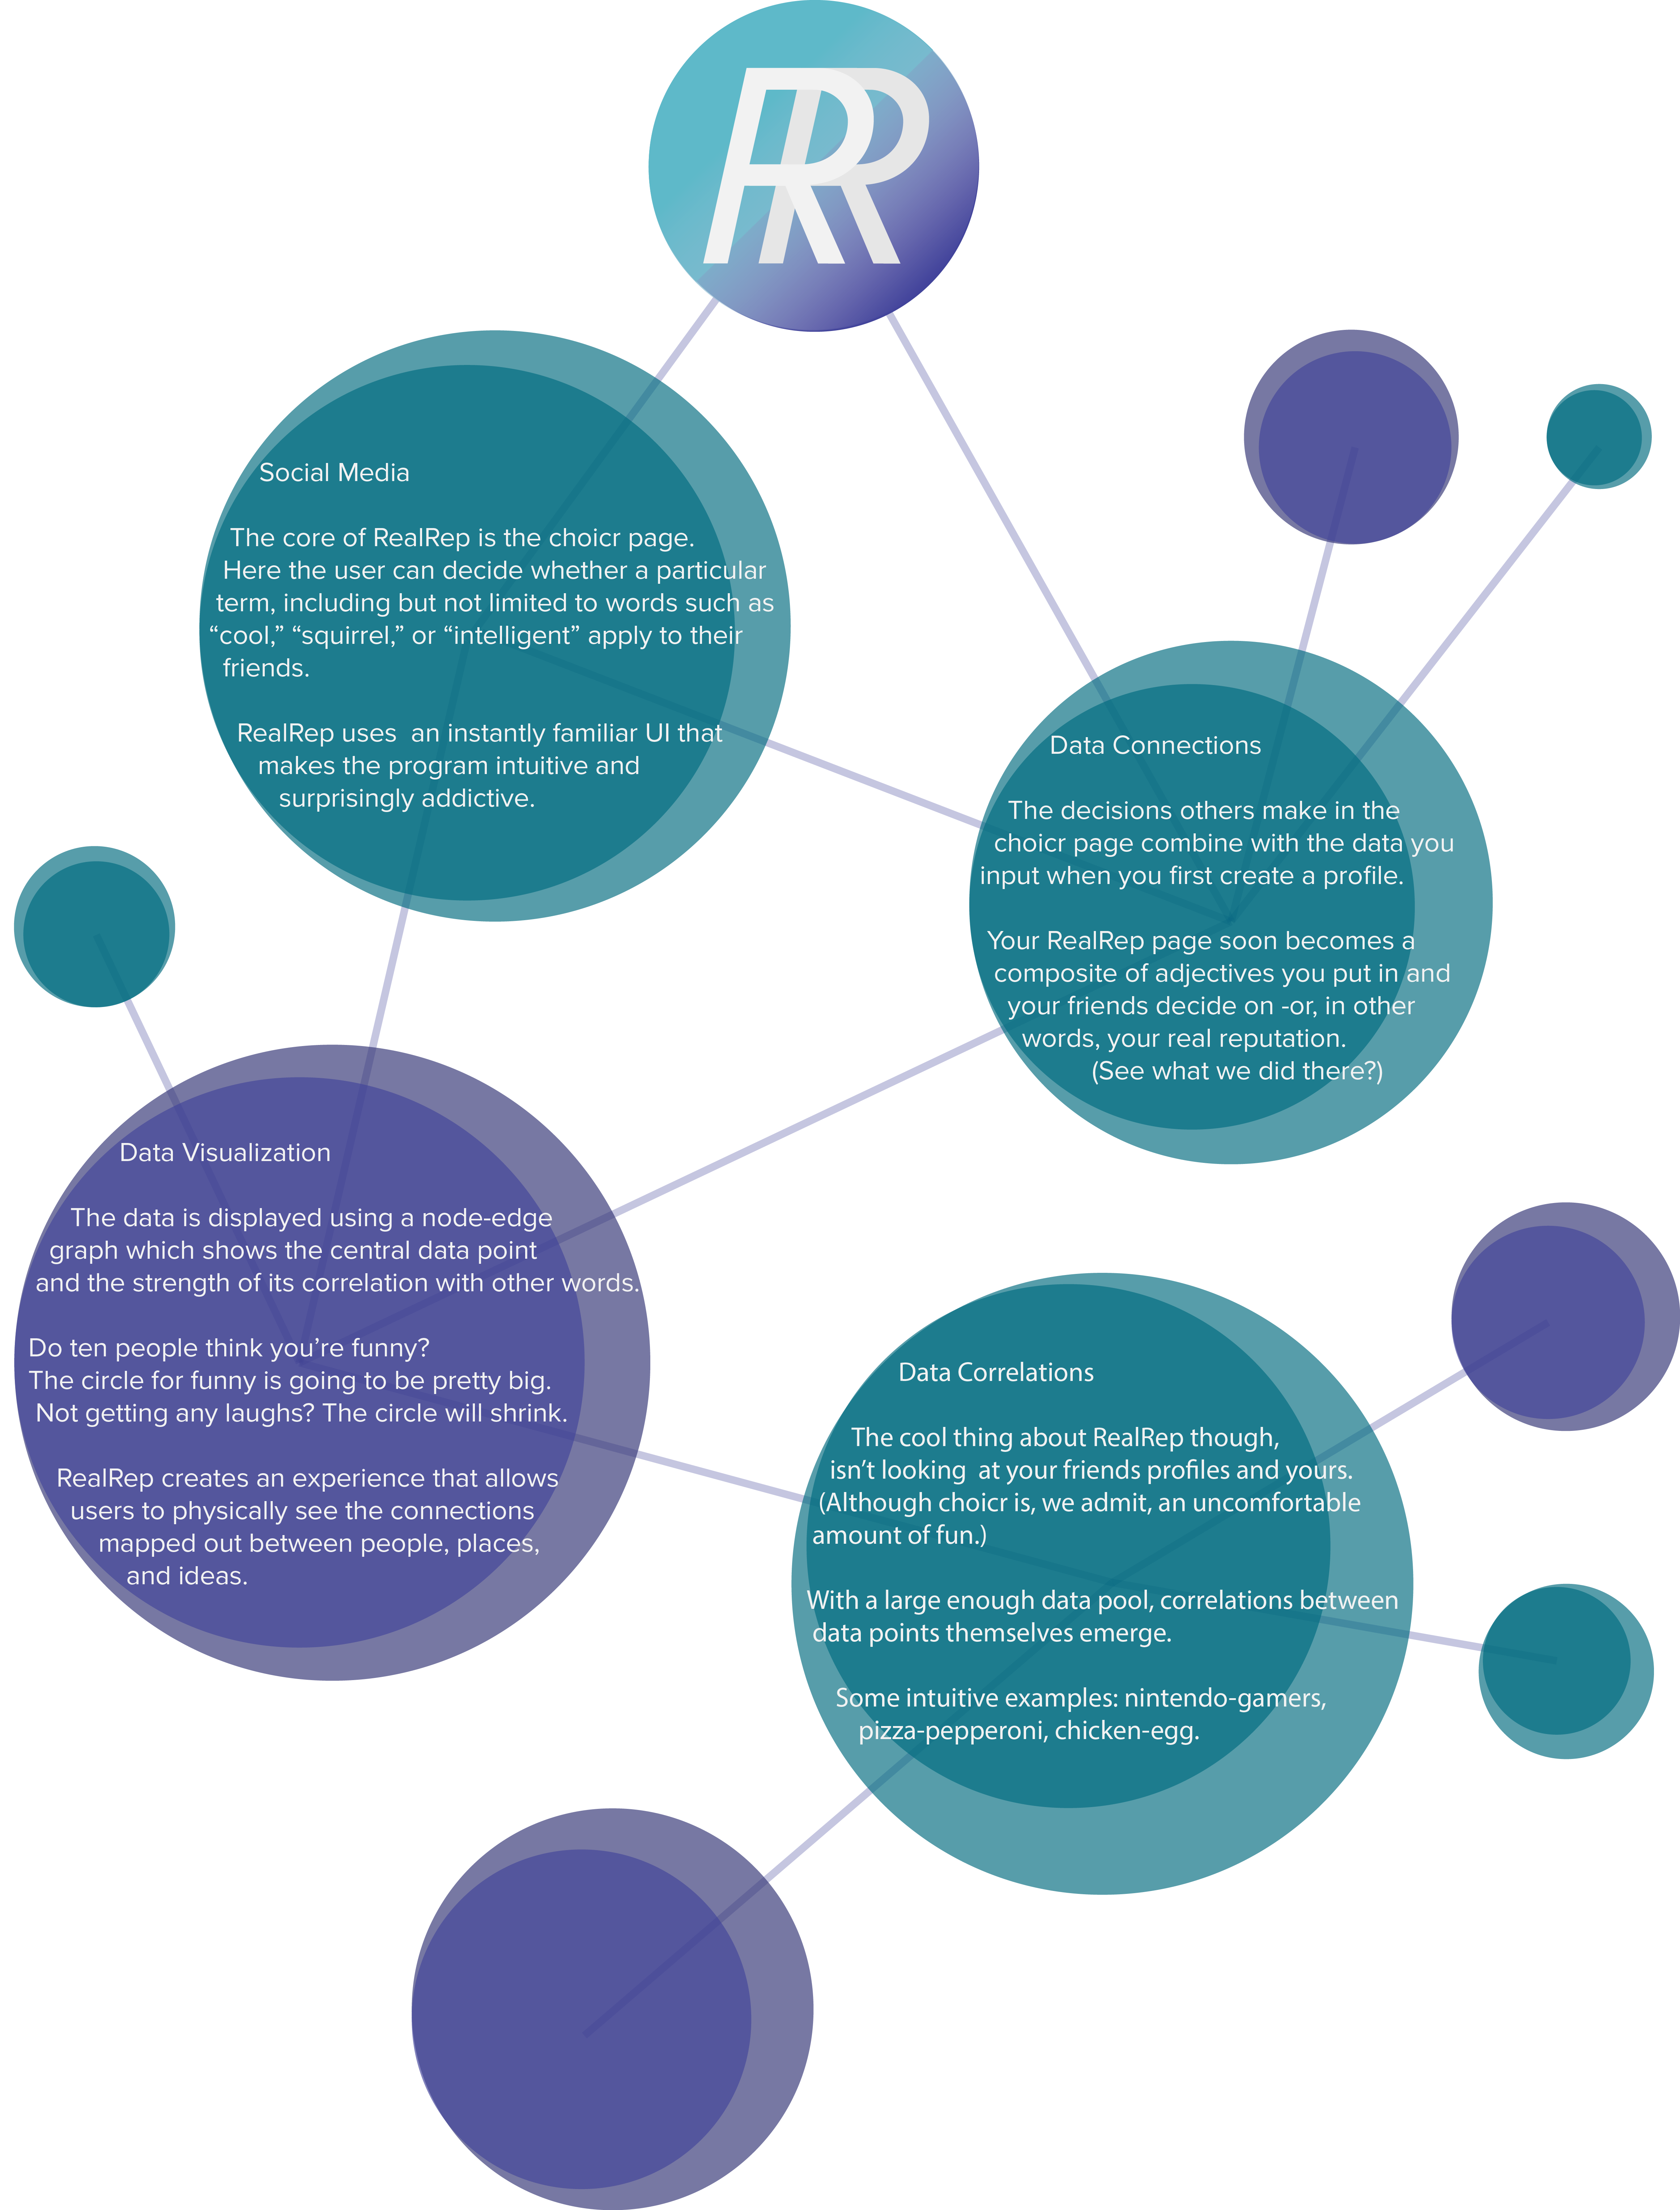 RR
Social Media
The core of RealRep is the choicr page.
Here the user can decide whether a particular
term, including but not limited to words such as
“cool,” “squirrel,” or “intelligent” apply to their
friends.
RealRep uses  an instantly familiar UI that
makes the program intuitive and
surprisingly addictive.
Data Connections
The decisions others make in the
choicr page combine with the data you
input when you first create a profile.
Your RealRep page soon becomes a
composite of adjectives you put in and
your friends decide on -or, in other
words, your real reputation.
(See what we did there?)
Data Visualization
The data is displayed using a node-edge
graph which shows the central data point
and the strength of its correlation with other words.
Do ten people think you’re funny?
The circle for funny is going to be pretty big.
Not getting any laughs? The circle will shrink.
RealRep creates an experience that allows
users to physically see the connections
mapped out between people, places,
and ideas.
Data Correlations
The cool thing about RealRep though,
isn’t looking  at your friends profiles and yours.
(Although choicr is, we admit, an uncomfortable
amount of fun.)
With a large enough data pool, correlations between
data points themselves emerge.
Some intuitive examples: nintendo-gamers,
pizza-pepperoni, chicken-egg.